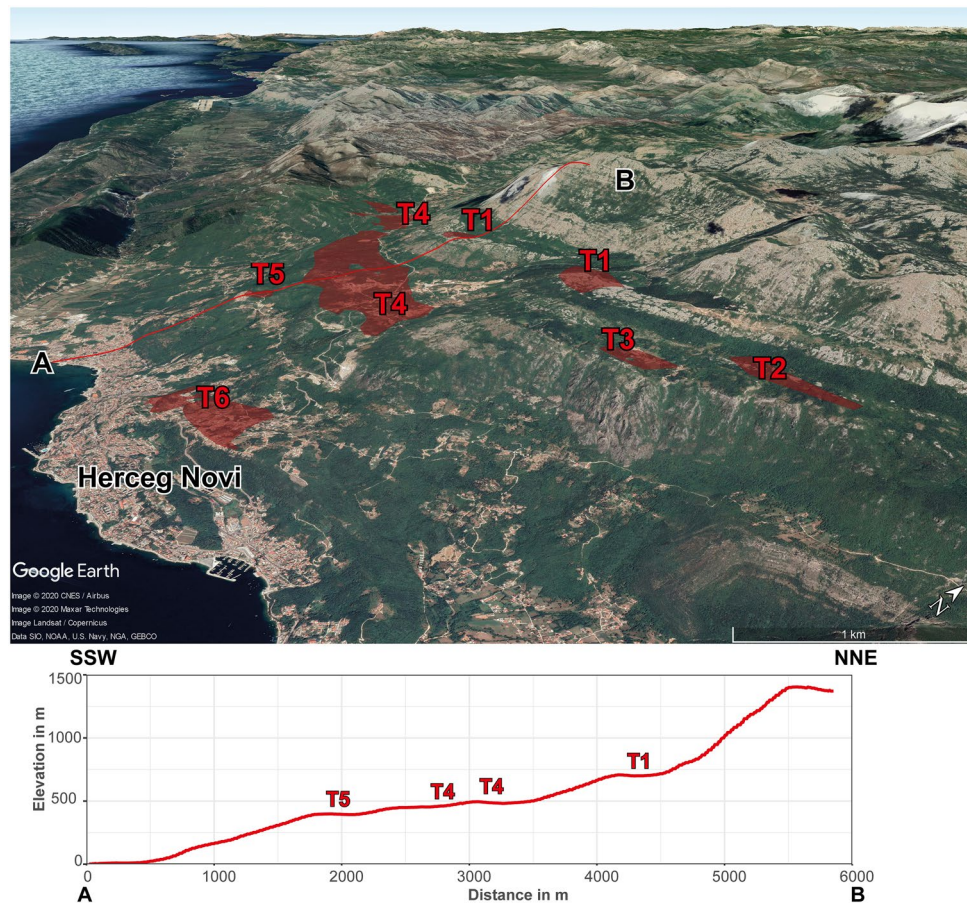 B
T4
T1
T5
T1
T4
T3
A
T2
T6
Herceg Novi
Google Earth
Image © 2020 CNES / Airbus
Image © 2020 Maxar Technologies
Image Landsat / Copernicus
Data SIO, NOAA, U.S. Navy, NGA, GEBCO
N
1 km
SSW NNE
1500
1000
500
0
Elevation in m
T5
T4
T4
T1
0 1000 2000 3000 4000 5000 6000
A Distance in m B